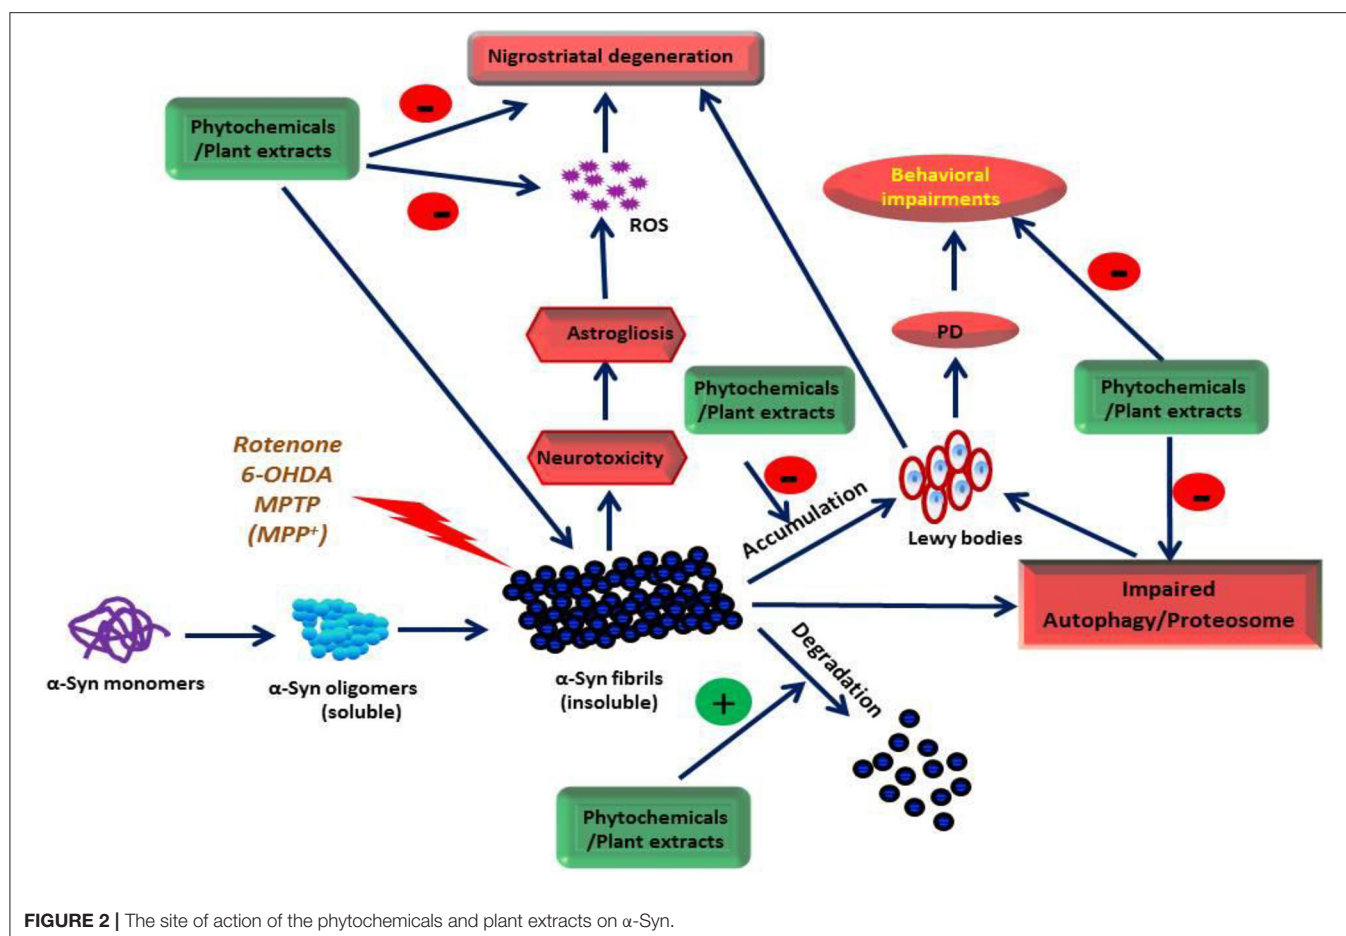 Nigrostriatal degeneration
Phytochemicals
/Plant extracts
-
-
ROS
Behavioral
impairments
-
Astrogliosis
PD
Phytochemicals
/Plant extracts
Phytochemicals
/Plant extracts
Rotenone
6-OHDA
MPTP
(MPP⁺)
Neurotoxicity
-
-
Accumulation
Lewy bodies
Impaired
Autophagy/Proteosome
α-Syn monomers
α-Syn oligomers
(soluble)
α-Syn fibrils
(insoluble)
Degradation
+
Phytochemicals
/Plant extracts
FIGURE 2 | The site of action of the phytochemicals and plant extracts on α-Syn.